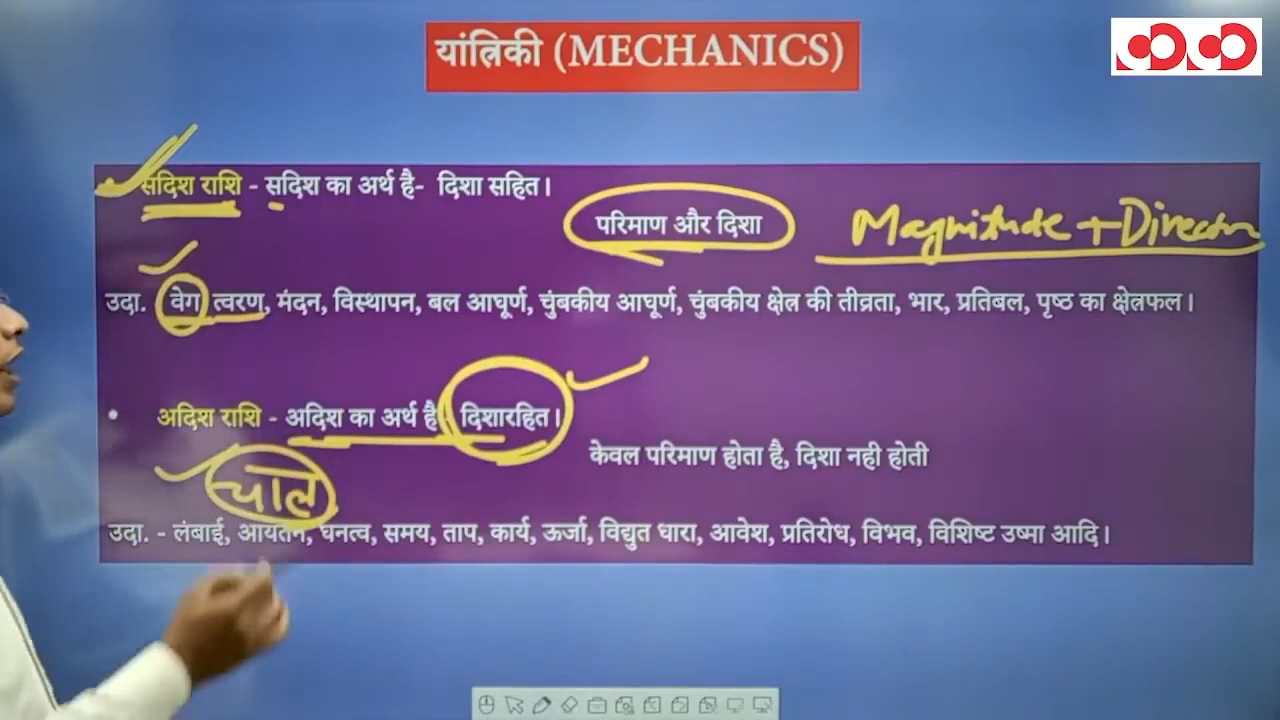 यांत्रिकी (MECHANICS)
सदिश राशि - सदिश का अर्थ है- दिशा सहित।
परिमाण और दिशा
Magnitude + Direction
उदा. वेग त्वरण, मंदन, विस्थापन, बल आघूर्ण, चुंबकीय आघूर्ण, चुंबकीय क्षेत्र की तीव्रता, भार, प्रतिबल, पृष्ठ का क्षेत्रफल।
• अदिश राशि - अदिश का अर्थ है दिशारहित।
केवल परिमाण होता है, दिशा नही होती
चाल
उदा. - लंबाई, आयतन, घनत्व, समय, ताप, कार्य, ऊर्जा, विद्युत धारा, आवेश, प्रतिरोध, विभव, विशिष्ट उष्मा आदि।